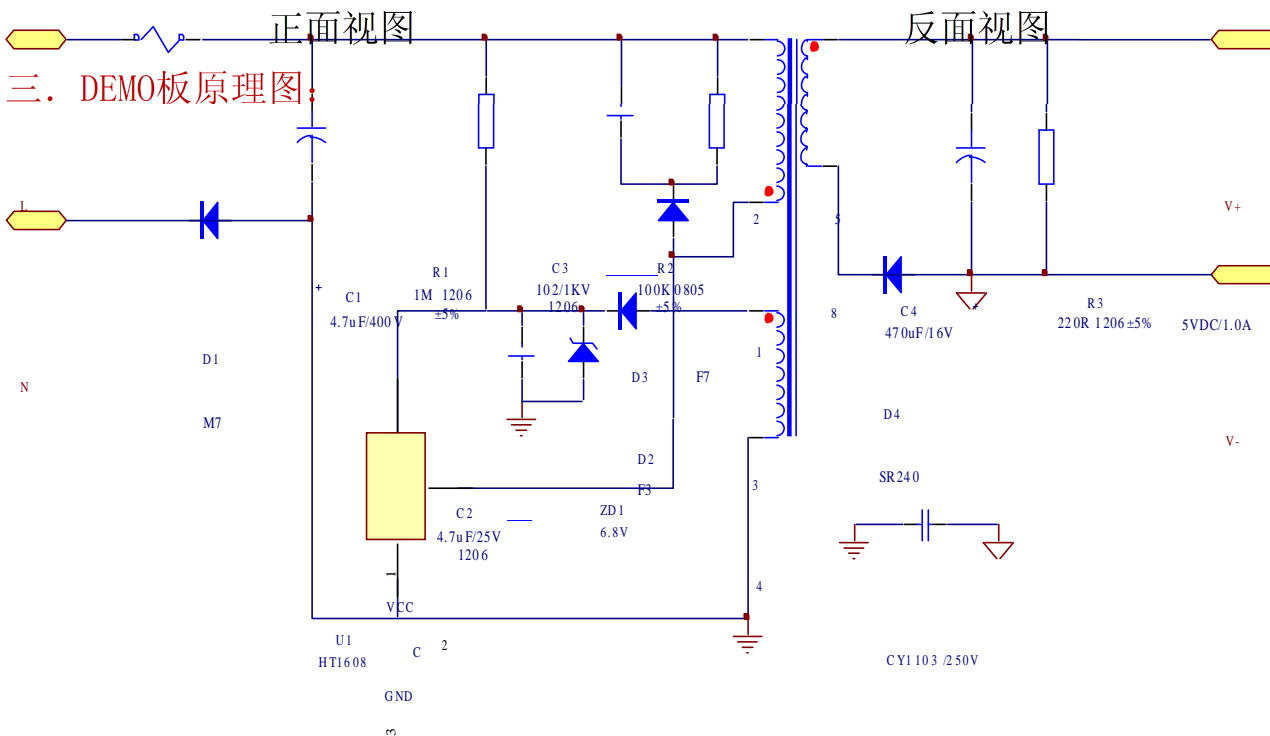 正面视图
反面视图
三. DEMO板原理图
L
2
5
V+
R1
1M 1206
±5%
C3
102/1KV
1206
R2
100K 0805
±5%
+
C1
4.7uF/400V
8
C4
470uF/16V
+
R3
220R 1206±5%
5VDC/1.0A
D1
M7
N
1
D3
F7
D4
V-
D2
F3
SR240
3
ZD1
6.8V
C2
4.7uF/25V
1206
1
4
VCC
U1
HT1608
C
2
CY1 103/250V
GND
3